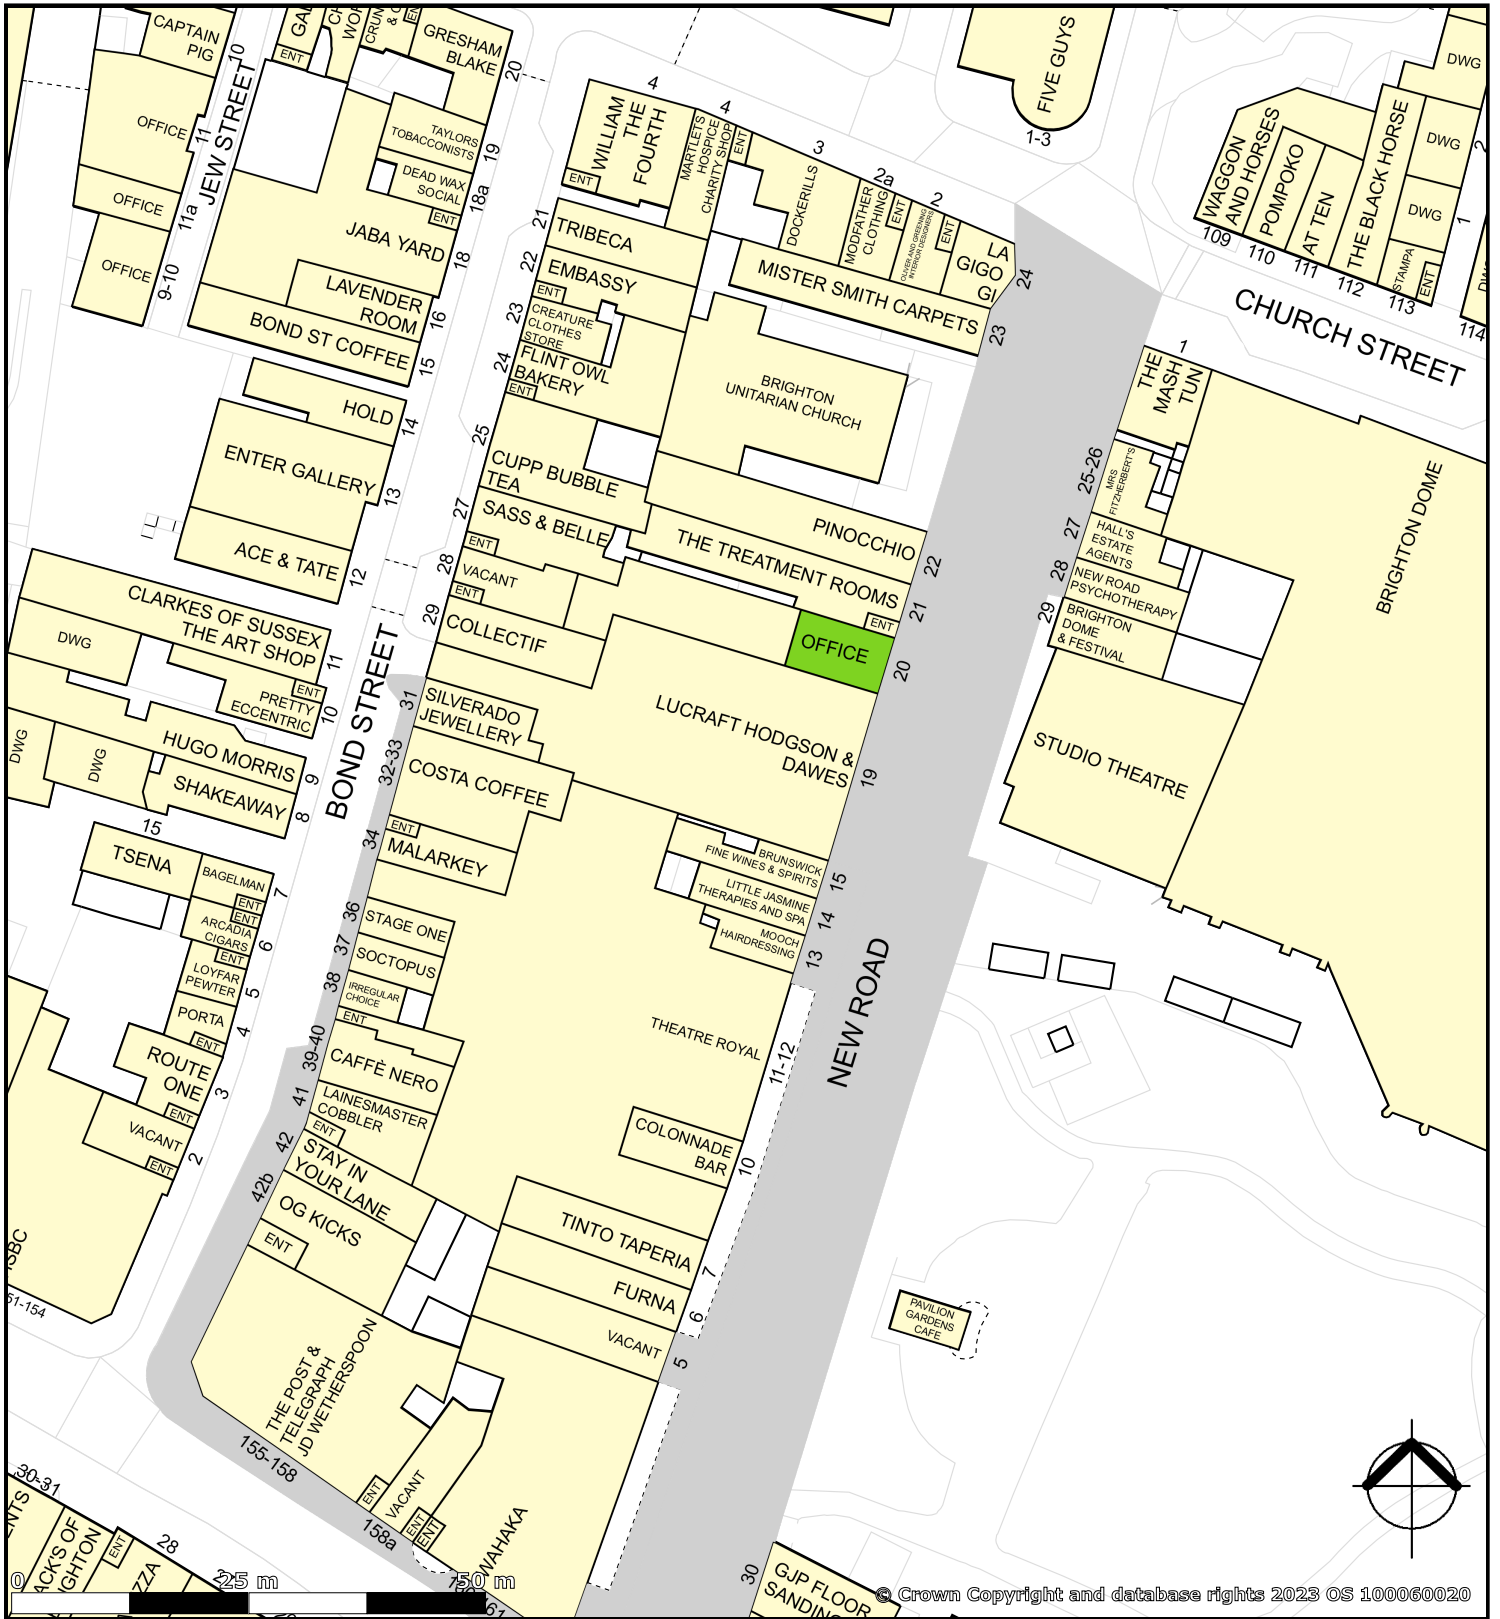 CAPTAIN
PIG
10
ENT
GRESHAM
BLAKE
20
4
4
FIVE GUYS
1-3
DWG
OFFICE
11
JEW STREET
TAYLORS
TOBACCONISTS
19
WILLIAM
THE
FOURTH
ENT
MARTLETS
HOSPICE
CHARITY SHOP
ENT
3
DOCKERILLS
2a
MODFATHER
CLOTHING
ENT
2
OLIVER AND GREENING
INTERIOR DESIGNERS
ENT
LA
GIGO
GI
24
WAGGON
AND HORSES
109
POMPOKO
110
AT TEN
111
THE BLACK HORSE
112
DWG
DWG
2
1
STAMPA
ENT
113
114
OFFICE
11a
DEAD WAX
SOCIAL
ENT
18a
JABA YARD
18
OFFICE
9-10
LAVENDER
ROOM
16
BOND ST COFFEE
15
21
TRIBECA
22
EMBASSY
ENT
23
CREATURE
CLOTHES
STORE
24
FLINT OWL
BAKERY
ENT
MISTER SMITH CARPETS
23
BRIGHTON
UNITARIAN CHURCH
CHURCH STREET
1
THE
MASH
TUN
HOLD
14
ENTER GALLERY
13
ACE & TATE
12
25
CUPP BUBBLE
TEA
27
SASS & BELLE
ENT
28
VACANT
ENT
29
COLLECTIF
PINOCCHIO
22
THE TREATMENT ROOMS
21
ENT
OFFICE
20
25-26
MRS
FITZHERBERT'S
27
HALL'S
ESTATE
AGENTS
28
NEW ROAD
PSYCHOTHERAPY
29
BRIGHTON
DOME
& FESTIVAL
BRIGHTON DOME
STUDIO THEATRE
CLARKES OF SUSSEX
THE ART SHOP
11
DWG
ENT
PRETTY
ECCENTRIC
10
BOND STREET
31
SILVERADO
JEWELLERY
LUCRAFT HODGSON &
DAWES
19
DWG
DWG
HUGO MORRIS
9
SHAKEAWAY
8
32-33
COSTA COFFEE
ENT
34
MALARKEY
15
TSENA
BAGELMAN
7
ENT
ENT
ARCADIA
CIGARS
6
ENT
LOYFAR
PEWTER
5
PORTA
4
ENT
ROUTE
ONE
3
ENT
VACANT
2
ENT
BRUNSWICK
FINE WINES & SPIRITS
15
LITTLE JASMINE
THERAPIES AND SPA
14
MOOCH
HAIRDRESSING
13
36
STAGE ONE
37
SOCTOPUS
38
IRREGULAR
CHOICE
ENT
39-40
CAFFÈ NERO
41
LAINESMASTER
COBBLER
ENT
42
STAY IN
YOUR LANE
42b
OG KICKS
ENT
THEATRE ROYAL
11-12
NEW ROAD
COLONNADE
BAR
10
TINTO TAPERIA
7
FURNA
6
VACANT
5
PAVILION
GARDENS
CAFE
THE POST &
TELEGRAPH
JD WETHERSPOON
155-158
ENT
VACANT
158a
ENT
ENT
WAHAKA
30-31
28
ENT
30
GJP FLOOR
SANDING
0
25 m
50 m
© Crown Copyright and database rights 2023 OS 100060020